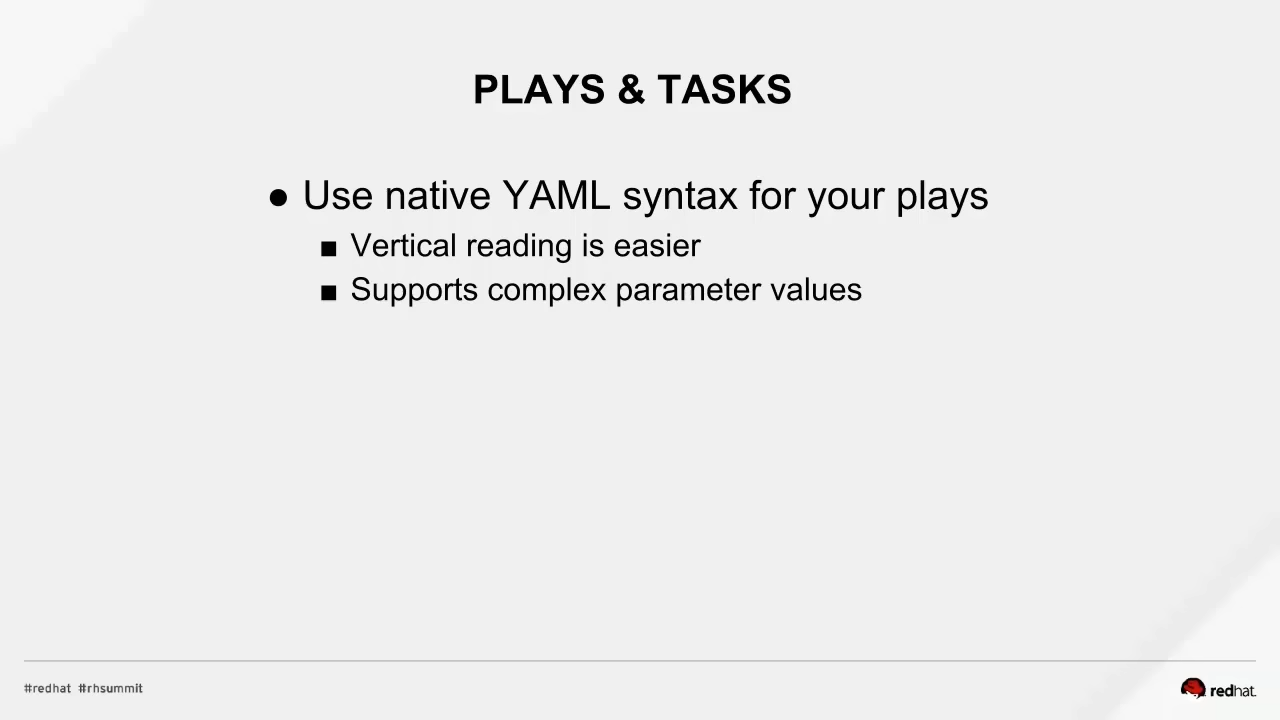 PLAYS & TASKS
● Use native YAML syntax for your plays
■ Vertical reading is easier
■ Supports complex parameter values
#redhat #rhsummit
redhat.